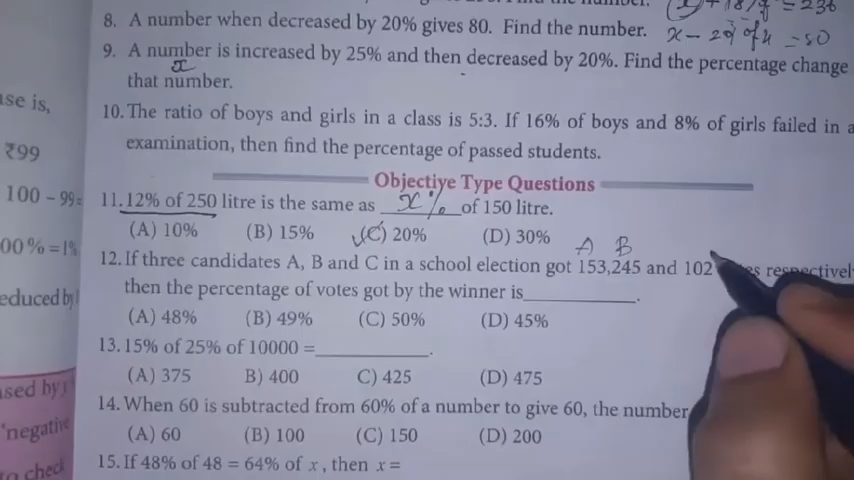 = 236
8. A number when decreased by 20% gives 80. Find the number. x – 20% of x = 80
9. A number is increased by 25% and then decreased by 20%. Find the percentage change
x
that number.
10. The ratio of boys and girls in a class is 5:3. If 16% of boys and 8% of girls failed in a
examination, then find the percentage of passed students.
Objective Type Questions
11. 12% of 250 litre is the same as x% of 150 litre.
(A) 10% (B) 15% (C) 20% (D) 30%
A B
12. If three candidates A, B and C in a school election got 153,245 and 102 respectively
then the percentage of votes got by the winner is____________.
(A) 48% (B) 49% (C) 50% (D) 45%
13. 15% of 25% of 10000 =____________.
(A) 375 B) 400 C) 425 (D) 475
14. When 60 is subtracted from 60% of a number to give 60, the number
(A) 60 (B) 100 (C) 150 (D) 200
15. If 48% of 48 = 64% of x, then x =
is,
₹99
100 – 99=
00% = 1%
educed by
by
'negative
to check